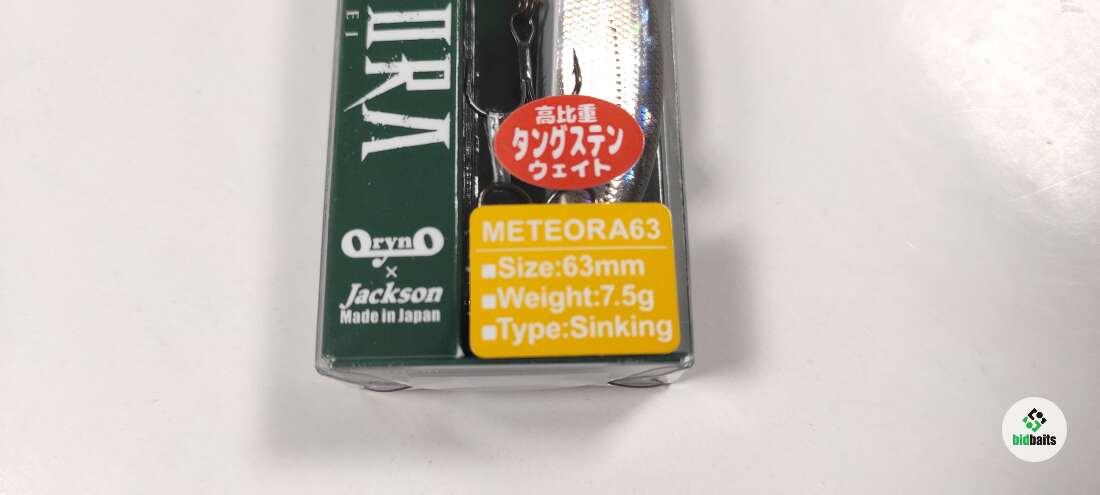 高比重
タングステン
ウェイト
METEORA63
Size:63mm
Weight:7.5g
Type:Sinking
OrynO
×
Jackson
Made in Japan
bidbaits